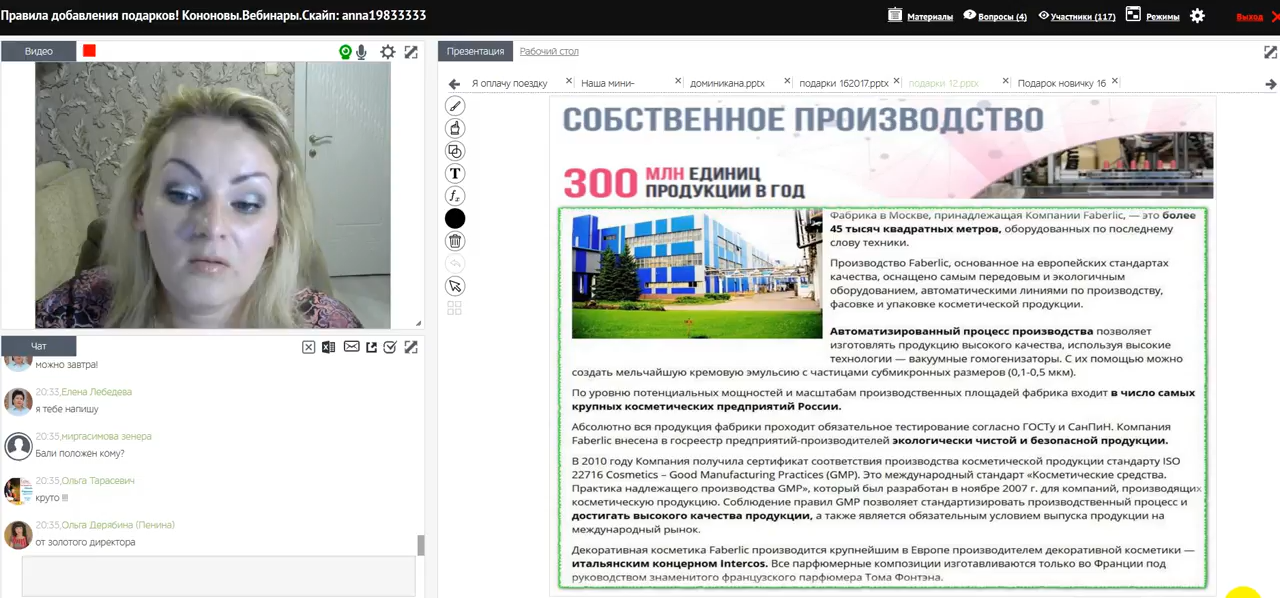 Правила добавления подарков! Кононовы.Вебинары.Скайп: anna19833333
Материалы
Вопросы (4)
Участники (117)
Режимы
Выход
Видео
Презентация
Рабочий стол
Я оплачу поездку
Наша мини-
доминикана.pptx
подарки 162017.pptx
подарки 12.pptx
Подарок новичку 16
СОБСТВЕННОЕ ПРОИЗВОДСТВО
300 МЛН ЕДИНИЦ
ПРОДУКЦИИ В ГОД
Фабрика в Москве, принадлежащая Компании Faberlic, — это более
45 тысяч квадратных метров, оборудованных по последнему
слову техники.
Производство Faberlic, основанное на европейских стандартах
качества, оснащено самым передовым и экологичным
оборудованием, автоматическими линиями по производству,
фасовке и упаковке косметической продукции.
Автоматизированный процесс производства позволяет
изготовлять продукцию высокого качества, используя высокие
технологии — вакуумные гомогенизаторы. С их помощью можно
создать мельчайшую кремовую эмульсию с частицами субмикронных размеров (0,1-0,5 мкм).
По уровню потенциальных мощностей и масштабам производственных площадей фабрика входит в число самых
крупных косметических предприятий России.
Абсолютно вся продукция фабрики проходит обязательное тестирование согласно ГОСТу и СанПиН. Компания
Faberlic внесена в госреестр предприятий-производителей экологически чистой и безопасной продукции.
В 2010 году Компания получила сертификат соответствия производства косметической продукции стандарту ISO
22716 Cosmetics – Good Manufacturing Practices (GMP). Это международный стандарт «Косметические средства.
Практика надлежащего производства GMP», который был разработан в ноябре 2007 г. для компаний, производящих
косметическую продукцию. Соблюдение правил GMP позволяет стандартизировать производственный процесс и
достигать высокого качества продукции, а также является обязательным условием выпуска продукции на
международный рынок.
Декоративная косметика Faberlic производится крупнейшим в Европе производителем декоративной косметики —
итальянским концерном Intercos. Все парфюмерные композиции изготавливаются только во Франции под
руководством знаменитого французского парфюмера Тома Фонтэна.
Чат
можно завтра!
20:33,Елена Лебедева
я тебе напишу
20:35,миргасимова зенера
Бали положен кому?
20:35,Ольга Тарасевич
круто !!!
20:35,Ольга Дерябина (Пенина)
от золотого директора